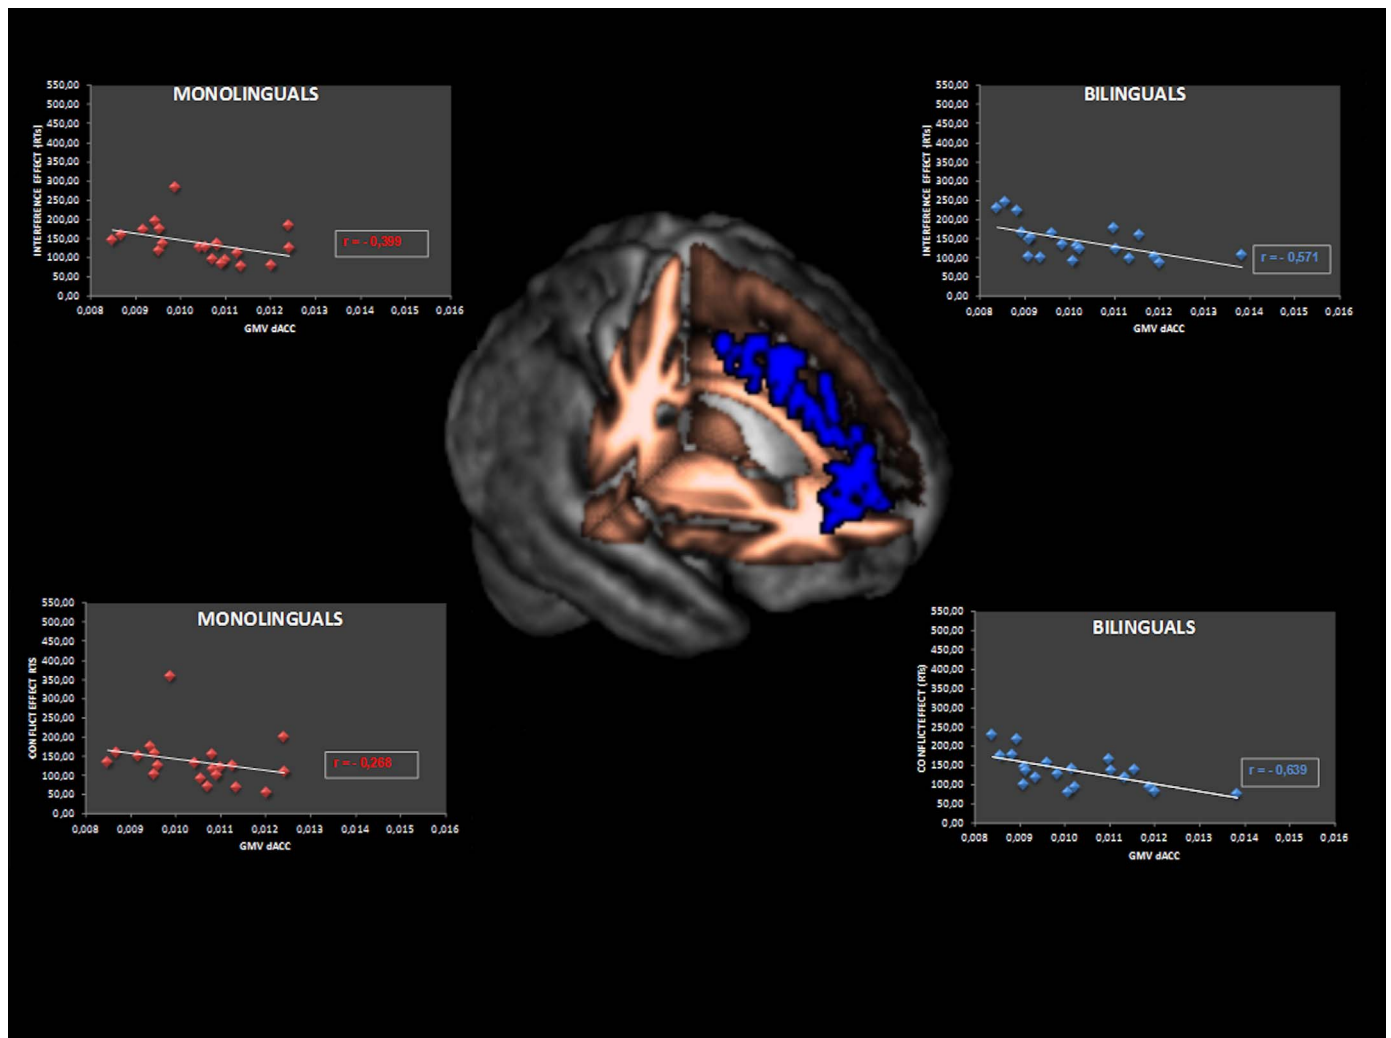 MONOLINGUALS
INTERFERENCE EFFECT (RTs)
550,00
500,00
450,00
400,00
350,00
300,00
250,00
200,00
150,00
100,00
50,00
0,00
r = - 0,399
0,008 0,009 0,010 0,011 0,012 0,013 0,014 0,015 0,016
GMV dACC
BILINGUALS
INTERFERENCE EFFECT (RTs)
550,00
500,00
450,00
400,00
350,00
300,00
250,00
200,00
150,00
100,00
50,00
0,00
r = - 0,571
0,008 0,009 0,010 0,011 0,012 0,013 0,014 0,015 0,016
GMV dACC
MONOLINGUALS
CONFLICT EFFECT RTS
550,00
500,00
450,00
400,00
350,00
300,00
250,00
200,00
150,00
100,00
50,00
0,00
r = - 0,268
0,008 0,009 0,010 0,011 0,012 0,013 0,014 0,015 0,016
GMV dACC
BILINGUALS
CONFLICT EFFECT (RTs)
550,00
500,00
450,00
400,00
350,00
300,00
250,00
200,00
150,00
100,00
50,00
0,00
r = - 0,639
0,008 0,009 0,010 0,011 0,012 0,013 0,014 0,015 0,016
GMV dACC